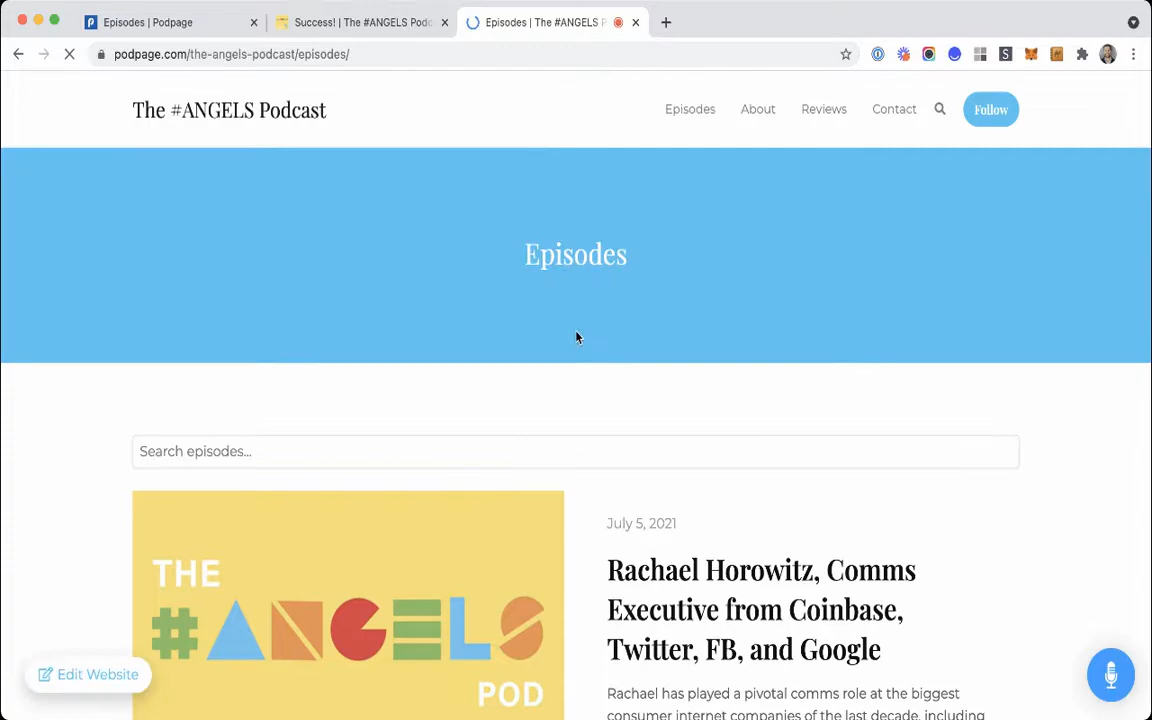 Episodes | Podpage
Success! | The #ANGELS Podc
Episodes | The #ANGELS P
podpage.com/the-angels-podcast/episodes/
The #ANGELS Podcast
Episodes
About
Reviews
Contact
Follow
Episodes
Search episodes...
THE
#ANGELS
POD
July 5, 2021
Rachael Horowitz, Comms
Executive from Coinbase,
Twitter, FB, and Google
Rachael has played a pivotal comms role at the biggest
consumer internet companies of the last decade, including
Edit Website